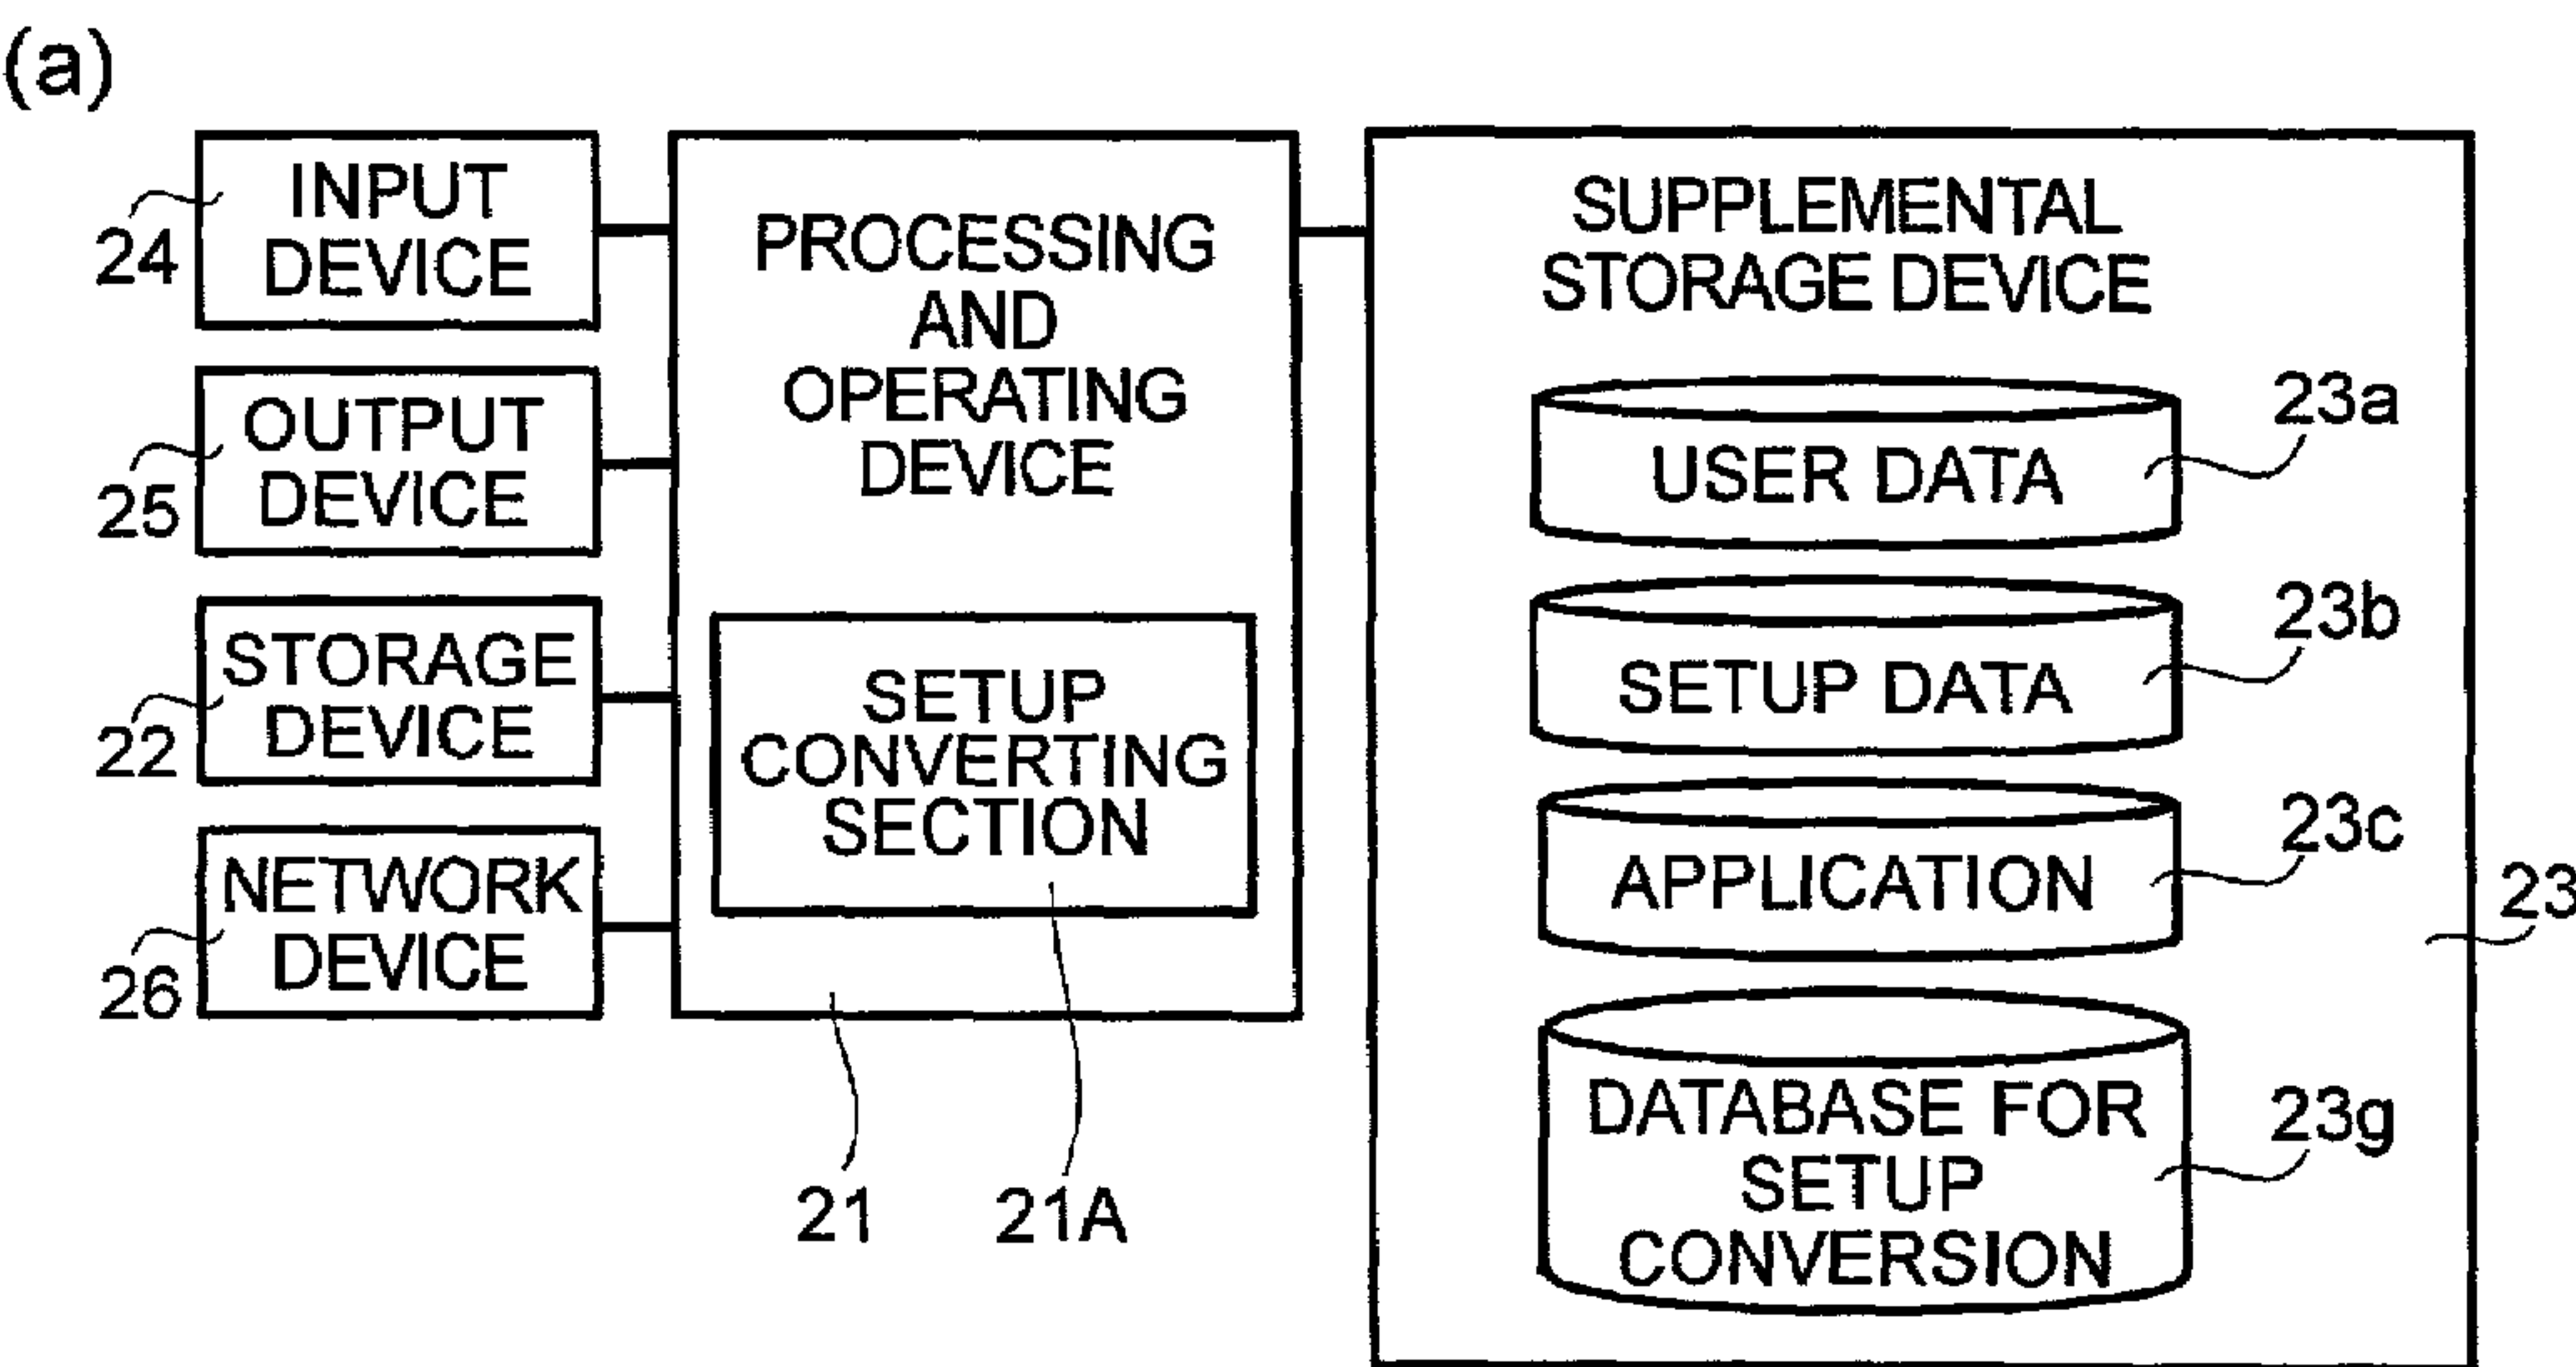 (a)
INPUT
DEVICE
24
OUTPUT
DEVICE
25
STORAGE
DEVICE
22
NETWORK
DEVICE
26
PROCESSING
AND
OPERATING
DEVICE
SETUP
CONVERTING
SECTION
21
21A
SUPPLEMENTAL
STORAGE DEVICE
USER DATA
23a
SETUP DATA
23b
APPLICATION
23c
23
DATABASE FOR
SETUP
CONVERSION
23g